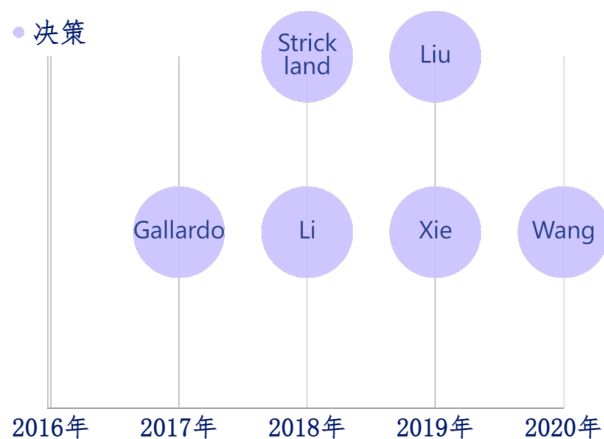 决策
Strick
land
Liu
Gallardo
Li
Xie
Wang
2016年
2017年
2018年
2019年
2020年